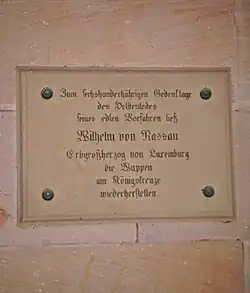 Zum sechshundertjährigen Gedenktage
des Heldentodes
seines edlen Vorfahren ließ
Wilhelm von Nassau
Erbgroßherzog von Luxemburg
die Wappen
am Königskreuze
wiederherstellen.